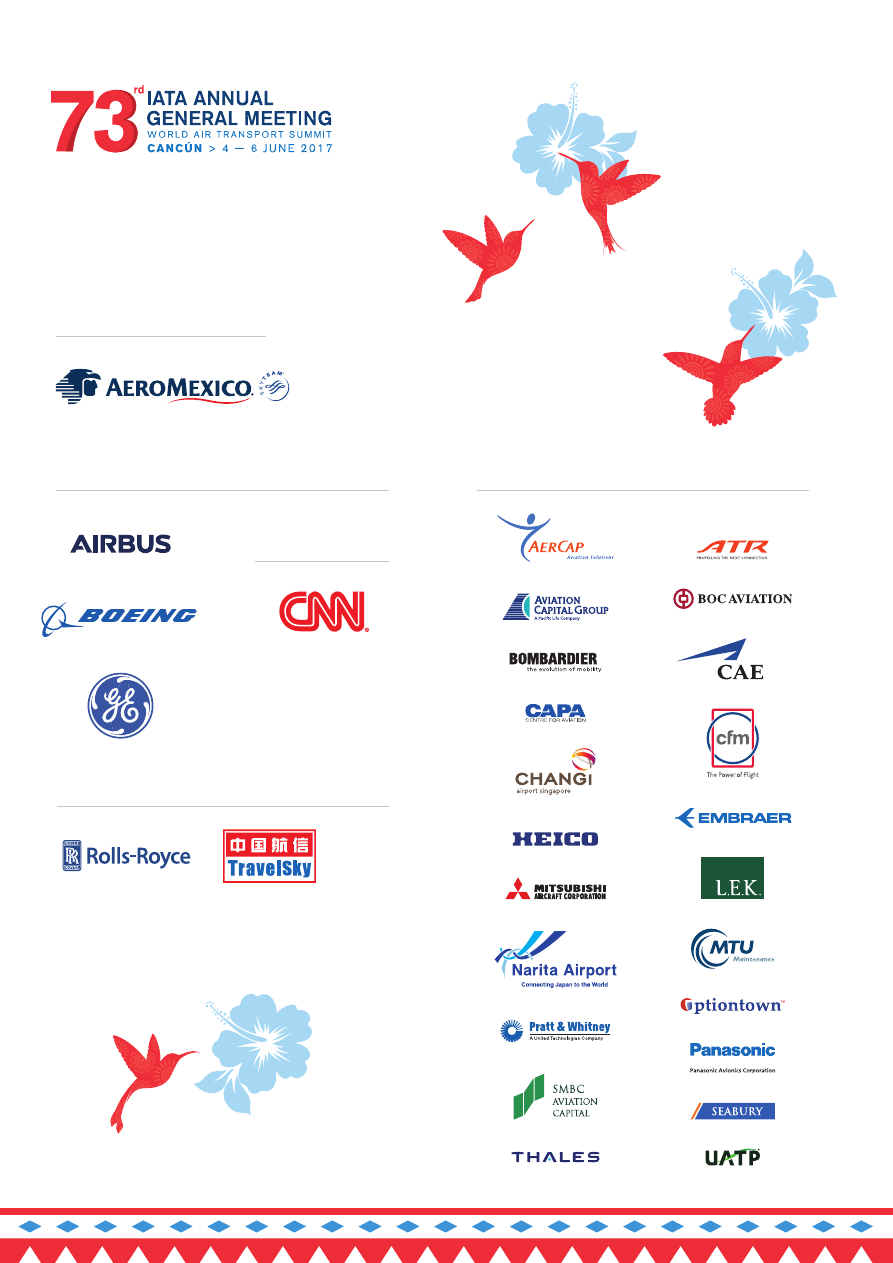 73rd IATA ANNUAL
GENERAL MEETING
WORLD AIR TRANSPORT SUMMIT
CANCÚN > 4 — 6 JUNE 2017
AEROMEXICO.
SKYTEAM
AIRBUS
BOEING
CNN®
GE
ROLLS
RR
ROYCE
Rolls-Royce
中国航信
TravelSky
AERCAP
Aviation Solutions
ATR
PROPELLING THE NEXT CONNECTION
AVIATION
CAPITAL GROUP
A Pacific Life Company
BOC AVIATION
BOMBARDIER
the evolution of mobility
CAE
CAPA
CENTRE FOR AVIATION
cfm
The Power of Flight
CHANGI
airport singapore
EMBRAER
HEICO
L.E.K.
MITSUBISHI
AIRCRAFT CORPORATION
MTU
Maintenance
Narita Airport
Connecting Japan to the World
Optiontown™
Pratt & Whitney
A United Technologies Company
Panasonic
Panasonic Avionics Corporation
SMBC
AVIATION
CAPITAL
SEABURY
THALES
UATP